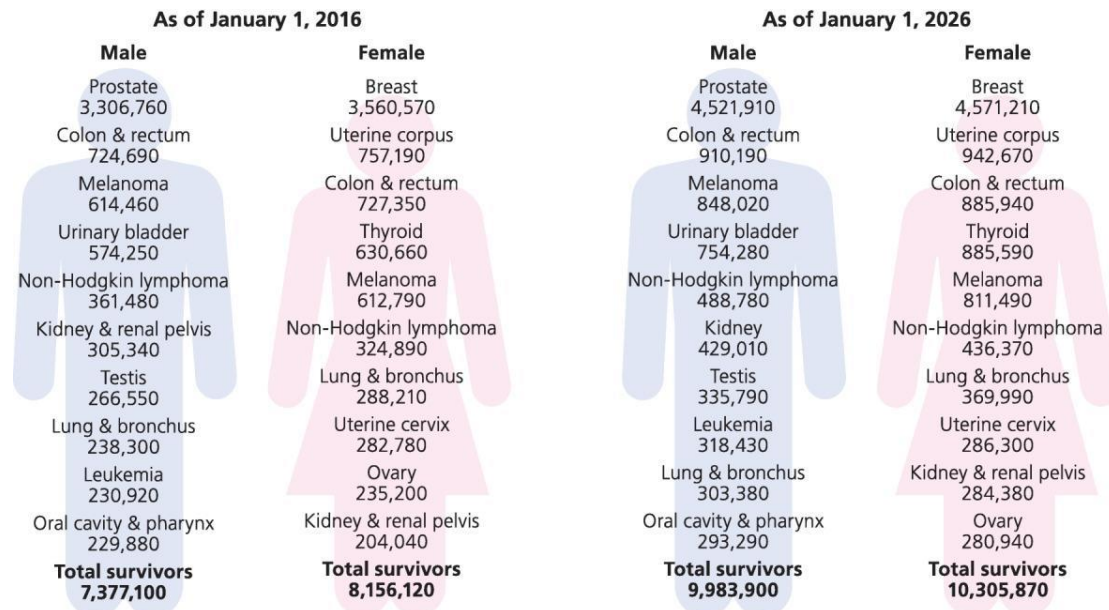 As of January 1, 2016
Male
Prostate
3,306,760
Colon & rectum
724,690
Melanoma
614,460
Urinary bladder
574,250
Non-Hodgkin lymphoma
361,480
Kidney & renal pelvis
305,340
Testis
266,550
Lung & bronchus
238,300
Leukemia
230,920
Oral cavity & pharynx
229,880
Total survivors
7,377,100
Female
Breast
3,560,570
Uterine corpus
757,190
Colon & rectum
727,350
Thyroid
630,660
Melanoma
612,790
Non-Hodgkin lymphoma
324,890
Lung & bronchus
288,210
Uterine cervix
282,780
Ovary
235,200
Kidney & renal pelvis
204,040
Total survivors
8,156,120
As of January 1, 2026
Male
Prostate
4,521,910
Colon & rectum
910,190
Melanoma
848,020
Urinary bladder
754,280
Non-Hodgkin lymphoma
488,780
Kidney
429,010
Testis
335,790
Leukemia
318,430
Lung & bronchus
303,380
Oral cavity & pharynx
293,290
Total survivors
9,983,900
Female
Breast
4,571,210
Uterine corpus
942,670
Colon & rectum
885,940
Thyroid
885,590
Melanoma
811,490
Non-Hodgkin lymphoma
436,370
Lung & bronchus
369,990
Uterine cervix
286,300
Kidney & renal pelvis
284,380
Ovary
280,940
Total survivors
10,305,870